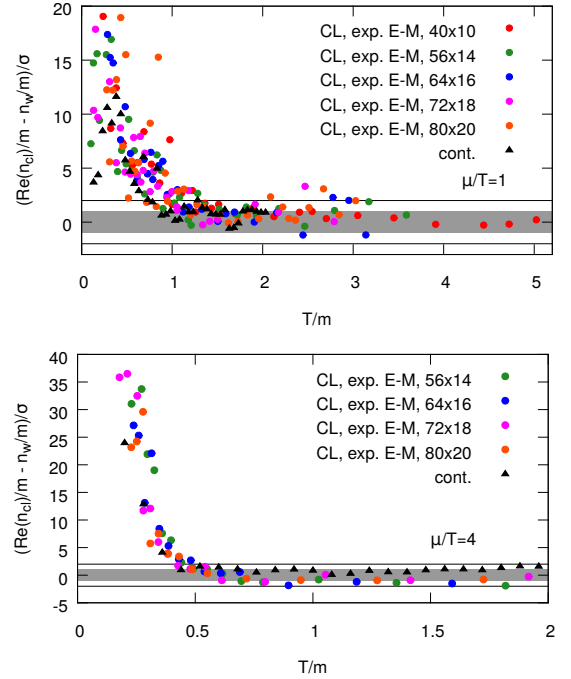 (Re(n_cl)/m - n_w/m)/σ
20
15
10
5
0
CL, exp. E-M, 40x10
CL, exp. E-M, 56x14
CL, exp. E-M, 64x16
CL, exp. E-M, 72x18
CL, exp. E-M, 80x20
cont.
μ/T=1
0 1 2 3 4 5
T/m
(Re(n_cl)/m - n_w/m)/σ
40
35
30
25
20
15
10
5
0
-5
CL, exp. E-M, 56x14
CL, exp. E-M, 64x16
CL, exp. E-M, 72x18
CL, exp. E-M, 80x20
cont.
μ/T=4
0 0.5 1 1.5 2
T/m